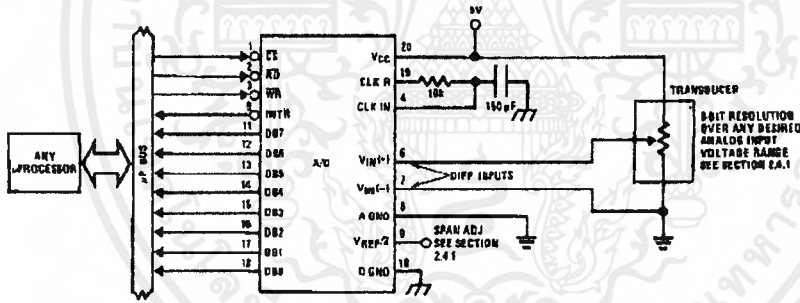 5V
1 CS
2 RD
3 WR
5 INTR
11 DB7
12 DB6
13 DB5
14 DB4
15 DB3
16 DB2
17 DB1
18 DB0
ANY
μPROCESSOR
μP BUS
A/D
VCC 20
CLK R 19
10k
150 pF
CLK IN 4
VIN(+) 6
DIFF INPUTS
VIN(–) 7
A GND 8
VREF/2 9
SPAN ADJ
SEE SECTION
2.4.1
D GND 10
TRANSDUCER
8-BIT RESOLUTION
OVER ANY DESIRED
ANALOG INPUT
VOLTAGE RANGE
SEE SECTION 2.4.1